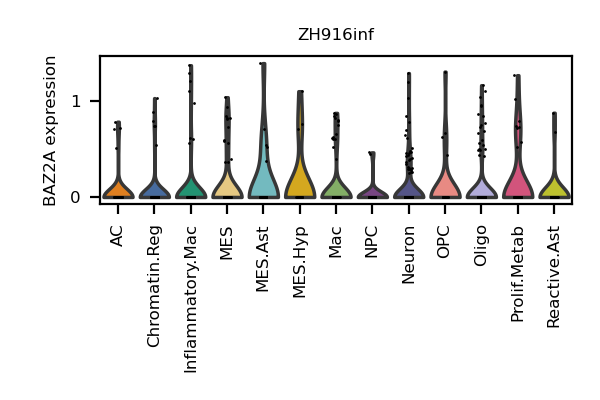 ZH916inf
BAZ2A expression
1
0
AC
Chromatin.Reg
Inflammatory.Mac
MES
MES.Ast
MES.Hyp
Mac
NPC
Neuron
OPC
Oligo
Prolif.Metab
Reactive.Ast